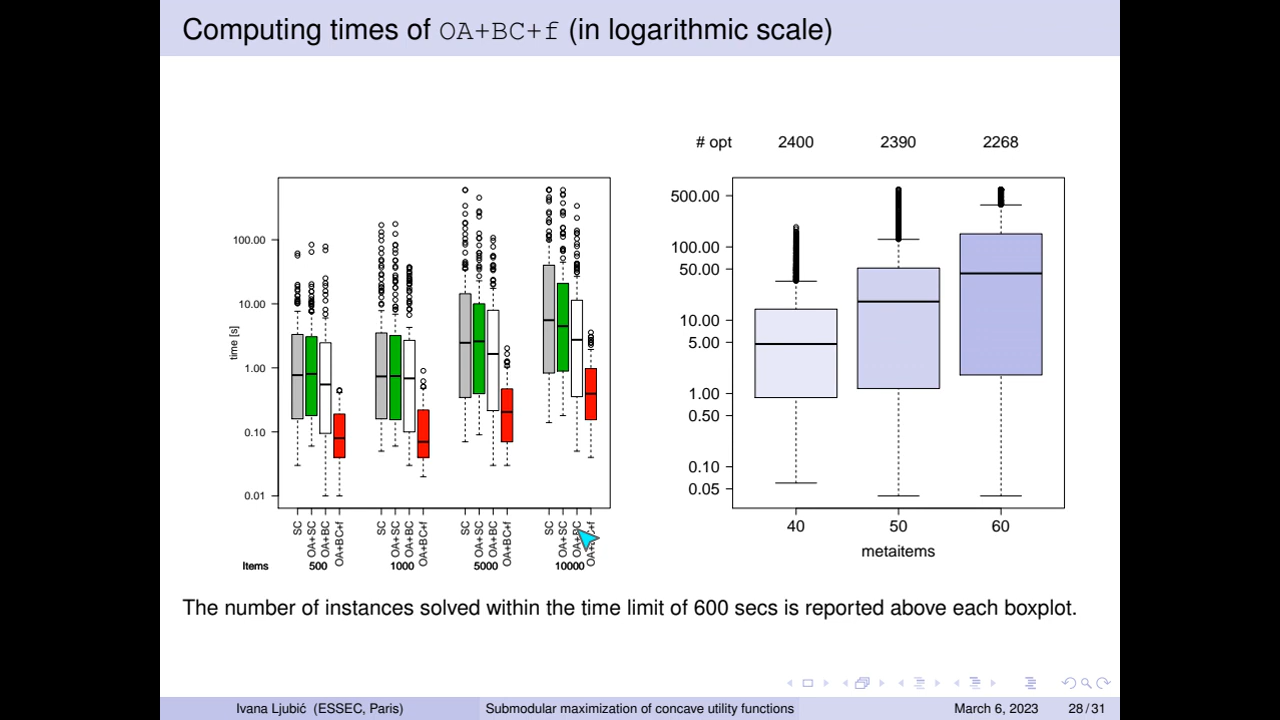 Computing times of OA+BC+f (in logarithmic scale)
# opt 2400 2390 2268
time [s]
100.00
10.00
1.00
0.10
0.01
SC OA+SC OA+BC OA+BC+f SC OA+SC OA+BC OA+BC+f SC OA+SC OA+BC OA+BC+f SC OA+SC OA+BC OA+BC+f
Items 500 1000 5000 10000
500.00
100.00
50.00
10.00
5.00
1.00
0.50
0.10
0.05
40 50 60
metaitems
The number of instances solved within the time limit of 600 secs is reported above each boxplot.
Ivana Ljubić (ESSEC, Paris) Submodular maximization of concave utility functions March 6, 2023 28/31